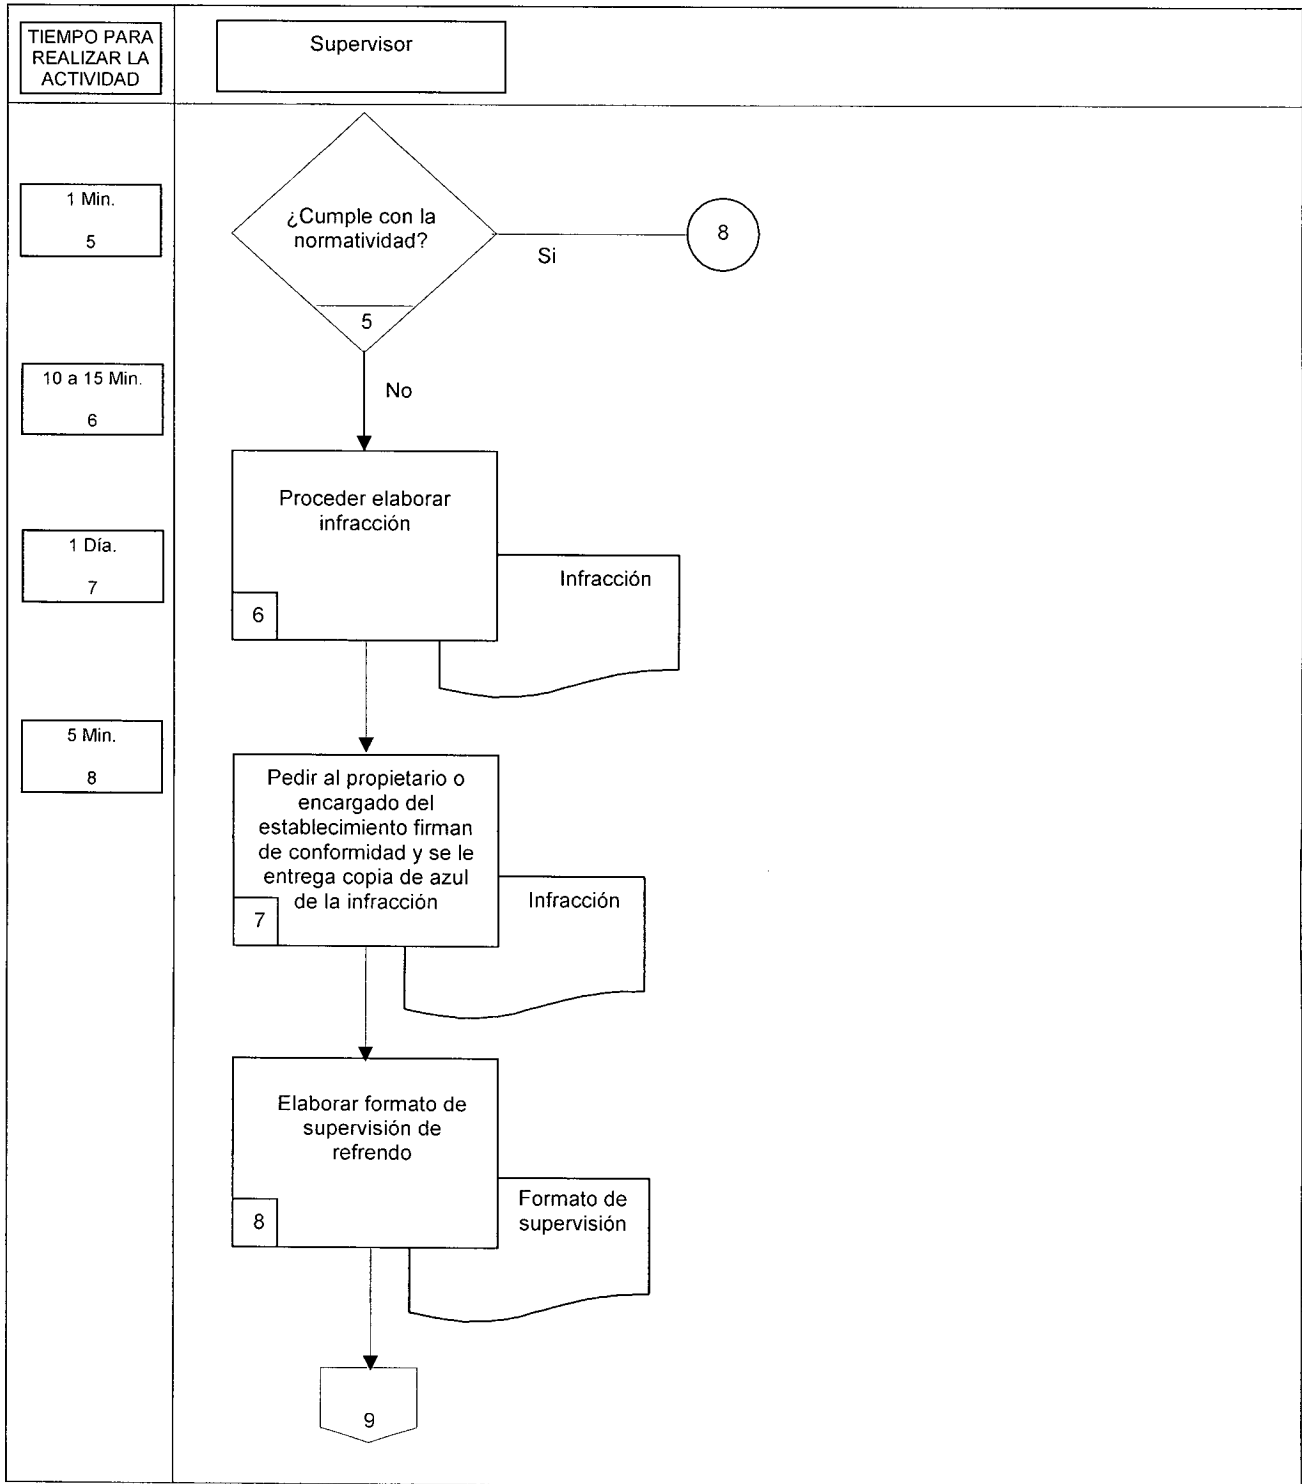 TIEMPO PARA
REALIZAR LA
ACTIVIDAD
Supervisor
1 Min.
5
¿Cumple con la
normatividad?
5
Si
8
10 a 15 Min.
6
No
Proceder elaborar
infracción
6
Infracción
1 Día.
7
5 Min.
8
Pedir al propietario o
encargado del
establecimiento firman
de conformidad y se le
entrega copia de azul
de la infracción
7
Infracción
Elaborar formato de
supervisión de
refrendo
8
Formato de
supervisión
9